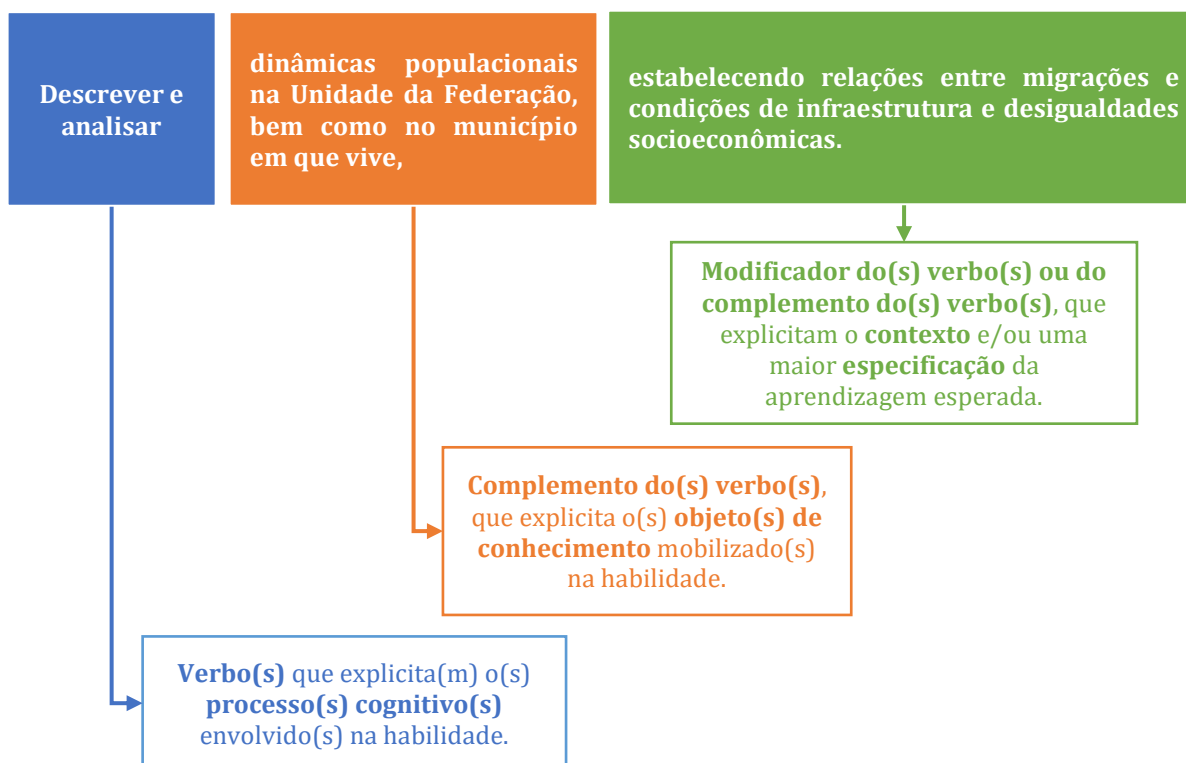 Descrever e
analisar
dinâmicas populacionais
na Unidade da Federação,
bem como no município
em que vive,
estabelecendo relações entre migrações e
condições de infraestrutura e desigualdades
socioeconômicas.
Modificador do(s) verbo(s) ou do
complemento do(s) verbo(s), que
explicitam o contexto e/ou uma
maior especificação da
aprendizagem esperada.
Complemento do(s) verbo(s),
que explicita o(s) objeto(s) de
conhecimento mobilizado(s)
na habilidade.
Verbo(s) que explicita(m) o(s)
processo(s) cognitivo(s)
envolvido(s) na habilidade.